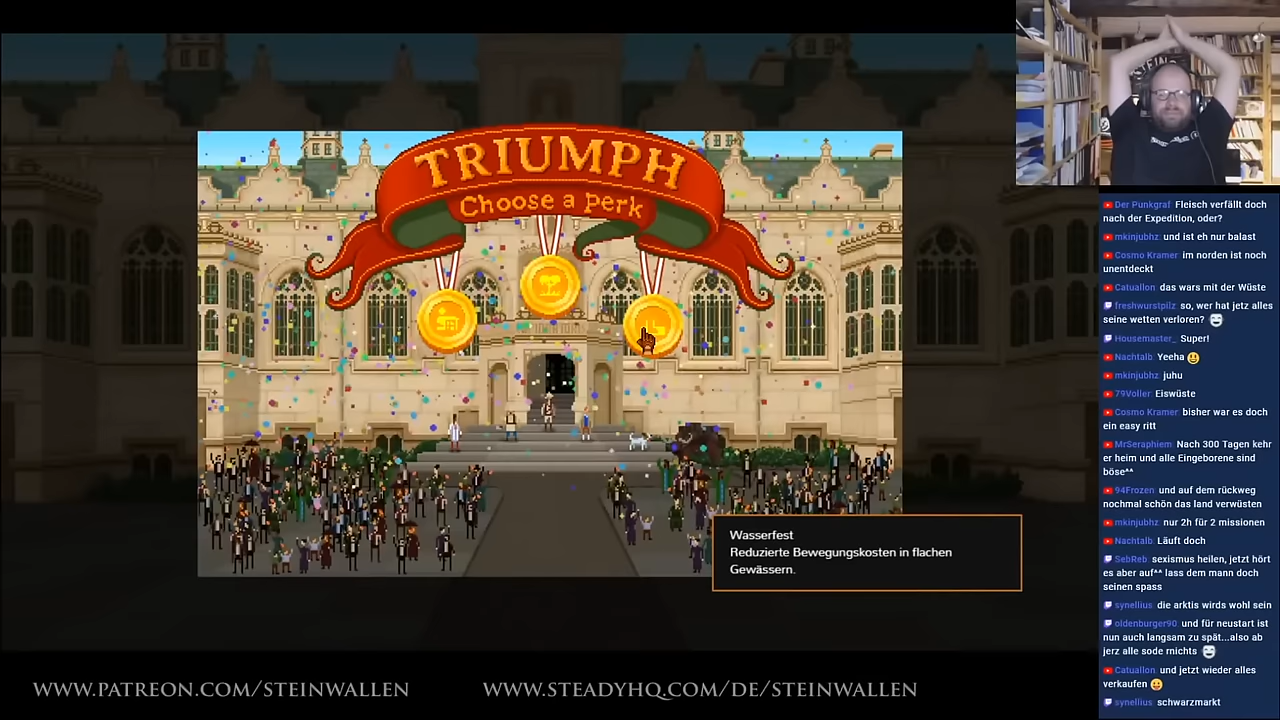 TRIUMPH
Choose a Perk
Wasserfest
Reduzierte Bewegungskosten in flachen
Gewässern.
WWW.PATREON.COM/STEINWALLEN
WWW.STEADYHQ.COM/DE/STEINWALLEN
Der Punkgraf Fleisch verfällt doch
nach der Expedition, oder?
mkinjubhz und ist eh nur balast
Cosmo Kramer im norden ist noch
unentdeckt
Catuallon das wars mit der Wüste
freshwurstpilz so, wer hat jetz alles
seine wetten verloren?
Housemaster_ Super!
Nachtalb Yeeha
mkinjubhz juhu
79Voller Eiswüste
Cosmo Kramer bisher war es doch
ein easy ritt
MrSeraphiem Nach 300 Tagen kehr
er heim und alle Eingeborene sind
böse^^
94Frozen und auf dem rückweg
nochmal schön das land verwüsten
mkinjubhz nur 2h für 2 missionen
Nachtalb Läuft doch
SebReb sexismus heilen, jetzt hört
es aber auf^^ lass dem mann doch
seinen spass
synellius die arktis wirds wohl sein
oldenburger90 und für neustart ist
nun auch langsam zu spät...also ab
jerz alle sode rnichts
Catuallon und jetzt wieder alles
verkaufen
synellius schwarzmarkt